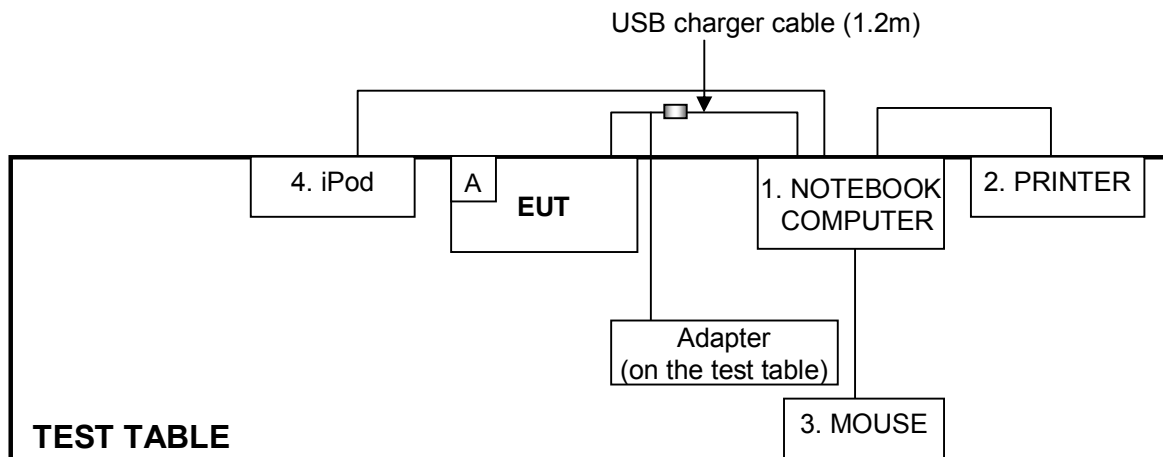 USB charger cable (1.2m)
4. iPod
A
EUT
1. NOTEBOOK
COMPUTER
2. PRINTER
Adapter
(on the test table)
3. MOUSE
TEST TABLE